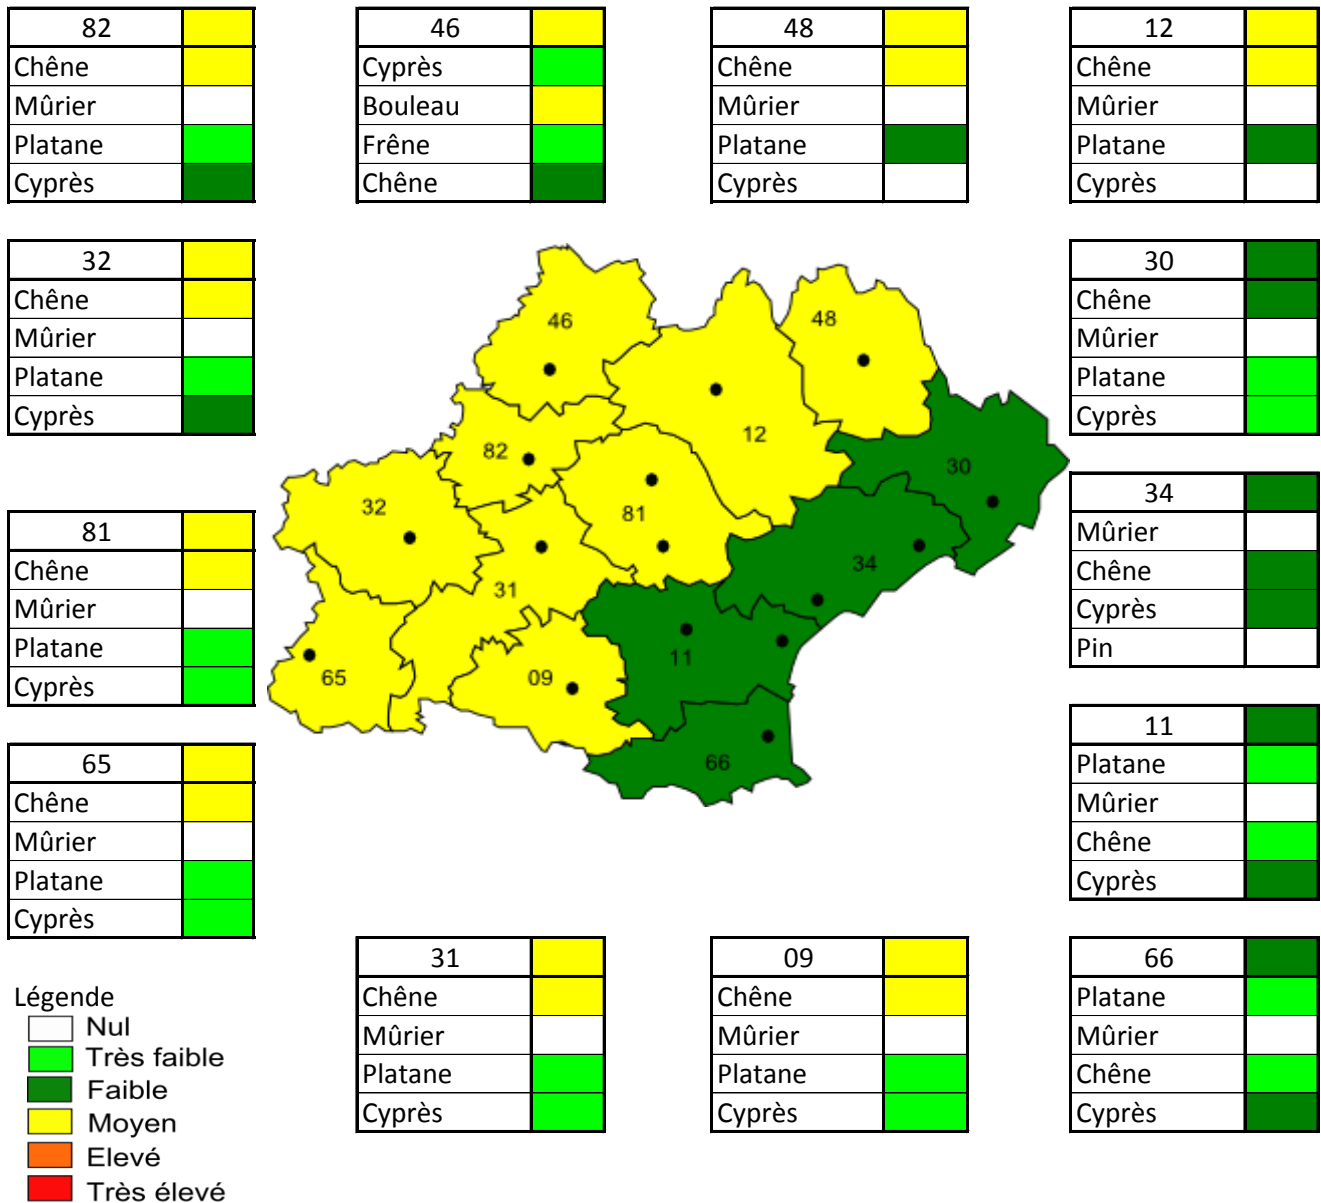 82
Chêne
Mûrier
Platane
Cyprès
46
Cyprès
Bouleau
Frêne
Chêne
48
Chêne
Mûrier
Platane
Cyprès
12
Chêne
Mûrier
Platane
Cyprès
32
Chêne
Mûrier
Platane
Cyprès
30
Chêne
Mûrier
Platane
Cyprès
46
48
12
82
30
32
81
34
31
11
65
09
66
81
Chêne
Mûrier
Platane
Cyprès
34
Mûrier
Chêne
Cyprès
Pin
65
Chêne
Mûrier
Platane
Cyprès
11
Platane
Mûrier
Chêne
Cyprès
31
Chêne
Mûrier
Platane
Cyprès
09
Chêne
Mûrier
Platane
Cyprès
66
Platane
Mûrier
Chêne
Cyprès
Légende
Nul
Très faible
Faible
Moyen
Elevé
Très élevé